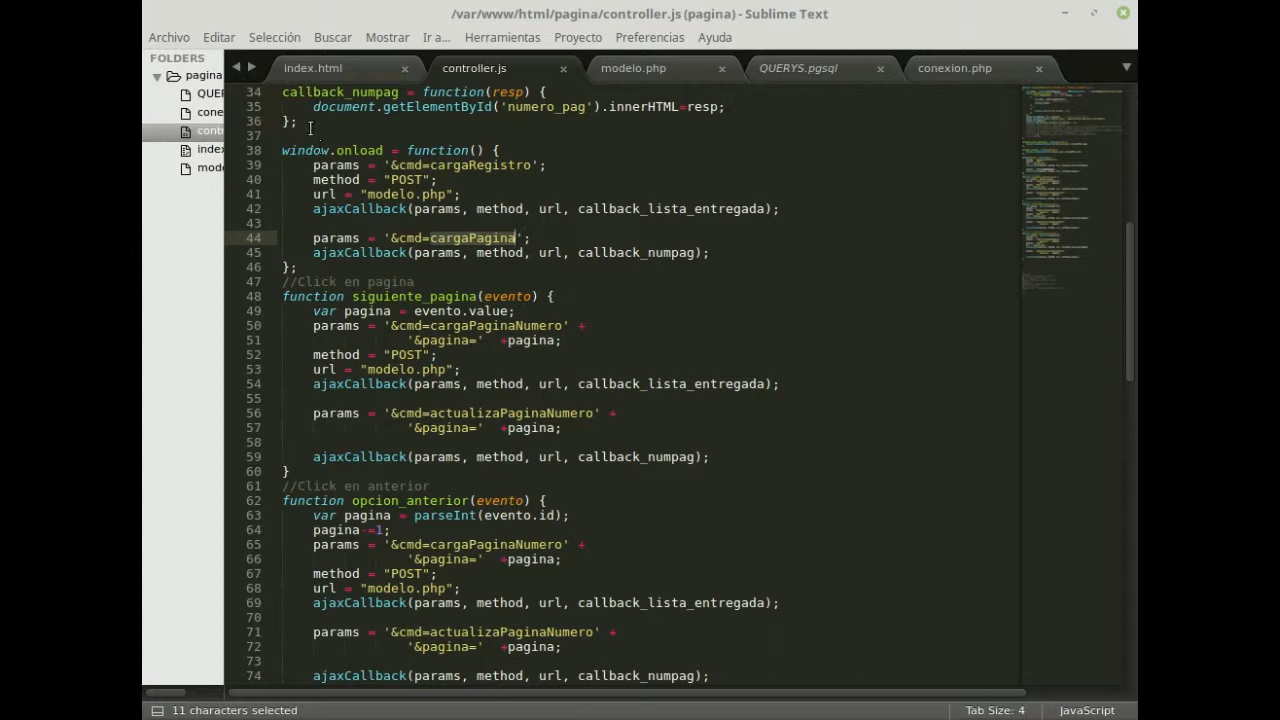 /var/www/html/pagina/controller.js (pagina) - Sublime Text
Archivo Editar Selección Buscar Mostrar Ir a... Herramientas Proyecto Preferencias Ayuda
FOLDERS
pagina
QUEF
cone
contr
index
mode
index.html × controller.js × modelo.php × QUERYS.pgsql × conexion.php ×
34 callback_numpag = function(resp) {
35 document.getElementById('numero_pag').innerHTML=resp;
36 };
37
38 window.onload = function() {
39 params = '&cmd=cargaRegistro';
40 method = "POST";
41 url = "modelo.php";
42 ajaxCallback(params, method, url, callback_lista_entregada);
43
44 params = '&cmd=cargaPagina';
45 ajaxCallback(params, method, url, callback_numpag);
46 };
47 //Click en pagina
48 function siguiente_pagina(evento) {
49 var pagina = evento.value;
50 params = '&cmd=cargaPaginaNumero' +
51 '&pagina=' +pagina;
52 method = "POST";
53 url = "modelo.php";
54 ajaxCallback(params, method, url, callback_lista_entregada);
55
56 params = '&cmd=actualizaPaginaNumero' +
57 '&pagina=' +pagina;
58
59 ajaxCallback(params, method, url, callback_numpag);
60 }
61 //Click en anterior
62 function opcion_anterior(evento) {
63 var pagina = parseInt(evento.id);
64 pagina-=1;
65 params = '&cmd=cargaPaginaNumero' +
66 '&pagina=' +pagina;
67 method = "POST";
68 url = "modelo.php";
69 ajaxCallback(params, method, url, callback_lista_entregada);
70
71 params = '&cmd=actualizaPaginaNumero' +
72 '&pagina=' +pagina;
73
74 ajaxCallback(params, method, url, callback_numpag);
11 characters selected Tab Size: 4 JavaScript